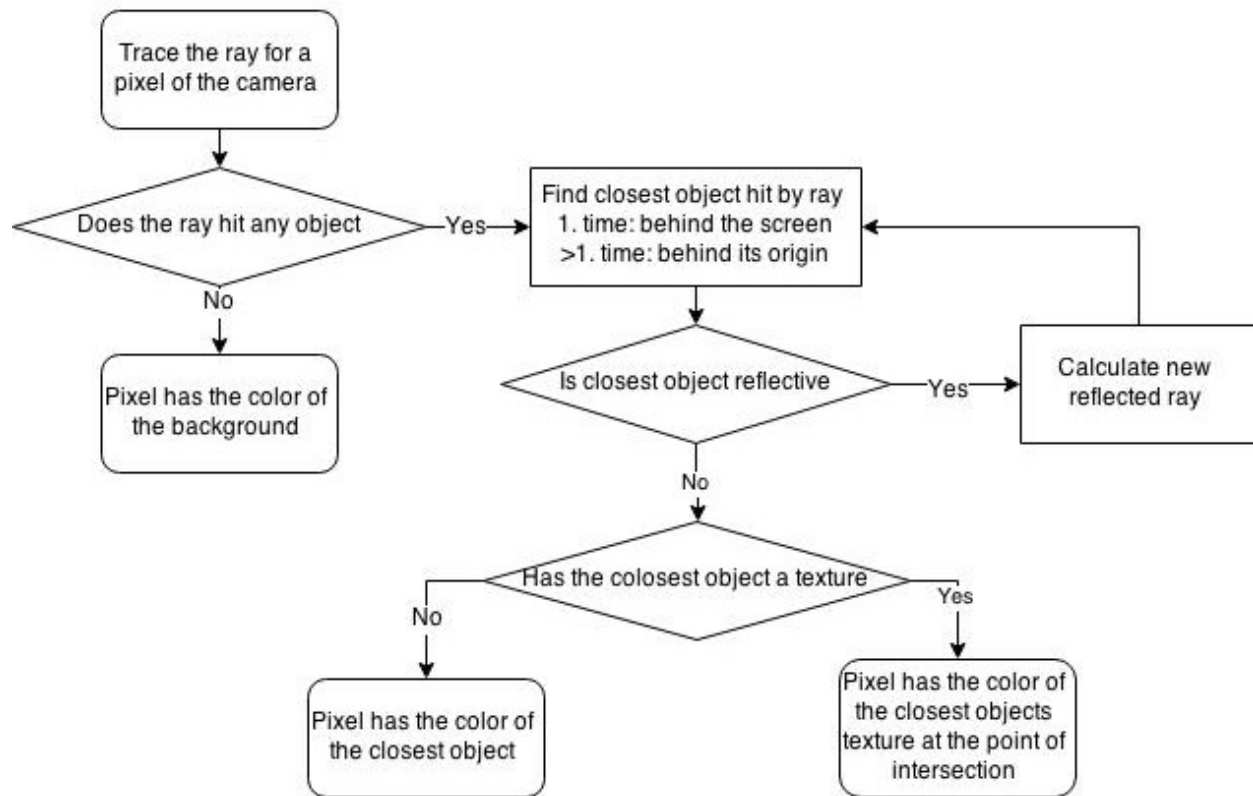 Trace the ray for a
pixel of the camera
Does the ray hit any object
Yes
No
Pixel has the color of
the background
Find closest object hit by ray
1. time: behind the screen
>1. time: behind its origin
Is closest object reflective
Yes
Calculate new
reflected ray
No
Has the colosest object a texture
No
Yes
Pixel has the color of
the closest object
Pixel has the color of
the closest objects
texture at the point of
intersection